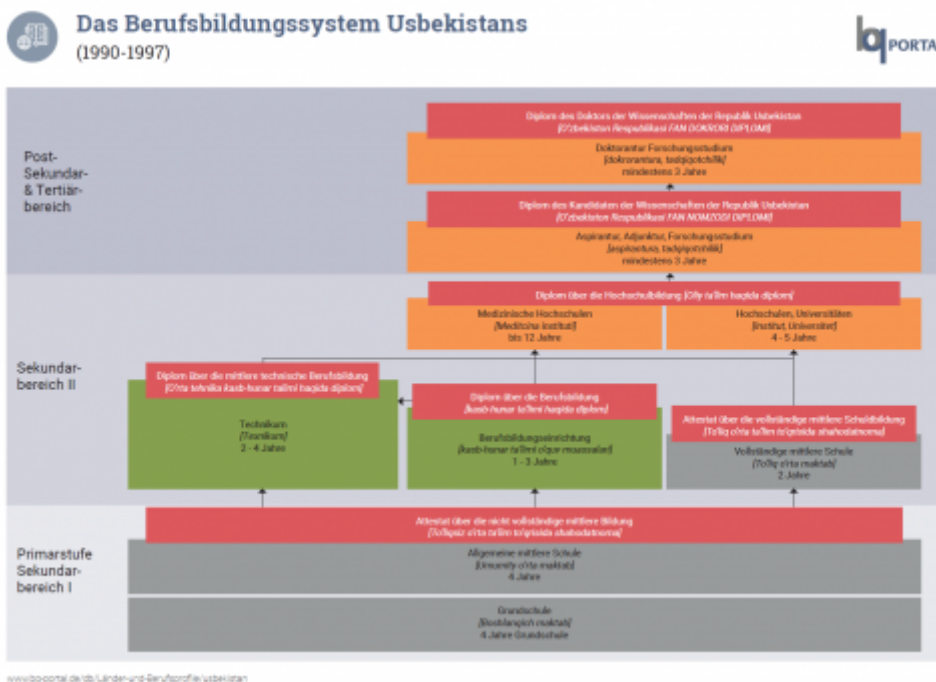 Das Berufsbildungssystem Usbekistans
(1990-1997)
bq PORTAL
Post-
Sekundar-
& Tertiär-
bereich
Diplom des Doktors der Wissenschaften der Republik Usbekistan
[O'zbekiston Respublikasi FAN DOKRORI DIPLOMI]
Doktorantur Forschungsstudium
[doktorantura, tadqiqotchilik]
mindestens 3 Jahre
Diplom des Kandidaten der Wissenschaften der Republik Usbekistan
[O'zbekiston Respublikasi FAN NOMZODI DIPLOMI]
Aspirantur, Adjunktur, Forschungsstudium
[aspirantura, tadqiqotchilik]
mindestens 3 Jahre
Diplom über die Hochschulbildung [Oliy ta'lim haqida diplom]
Medizinische Hochschulen
[Meditcina instituti]
bis 12 Jahre
Hochschulen, Universitäten
[Institut, Universitet]
4 - 5 Jahre
Sekundar-
bereich II
Diplom über die mittlere technische Berufsbildung
[O'rta tehnika kasb-hunar ta'limi haqida diplom]
Technikum
[Texnikum]
2 - 4 Jahre
Diplom über die Berufsbildung
[kasb-hunar ta'limi haqida diplom]
Berufsbildungseinrichtung
[kasb-hunar ta'limi o'quv muassalari]
1 - 3 Jahre
Attestat über die vollständige mittlere Schulbildung
[To'liq o'rta ta'lim to'grisida shahodatnoma]
Vollständige mittlere Schule
[To'liq o'rta maktab]
2 Jahre
Primarstufe
Sekundar-
bereich I
Attestat über die nicht vollständige mittlere Bildung
[To'liqsiz o'rta ta'lim to'grisida shahodatnoma]
Allgemeine mittlere Schule
[Umumiy o'rta maktab]
4 Jahre
Grundschule
[Boshlangich maktab]
4 Jahre Grundschule
www.bq-portal.de/db/Länder-und-Berufsprofile/usbekistan